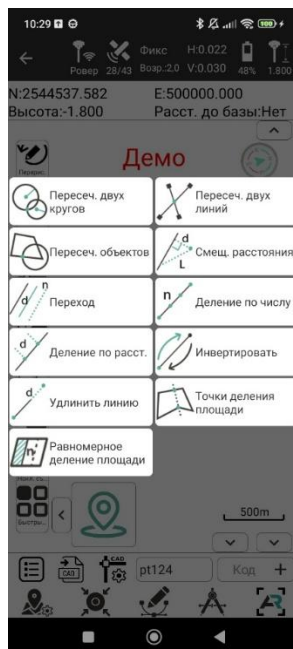 10:29 100
Фикс H:0.022
Ровер 28/43 Возр.:2.0 V:0.030 48% 1.800
N:2544537.582 E:500000.000
Высота:-1.800 Расст. до базы:Нет
Демо
Пересеч. двух
кругов
Пересеч. двух
линий
Пересеч. объектов
Смещ. расстояния
Переход
Деление по числу
Деление по расст.
Инвертировать
Удлинить линию
Точки деления
площади
Равномерное
деление площади
Быстры...
500m
pt124 Код +